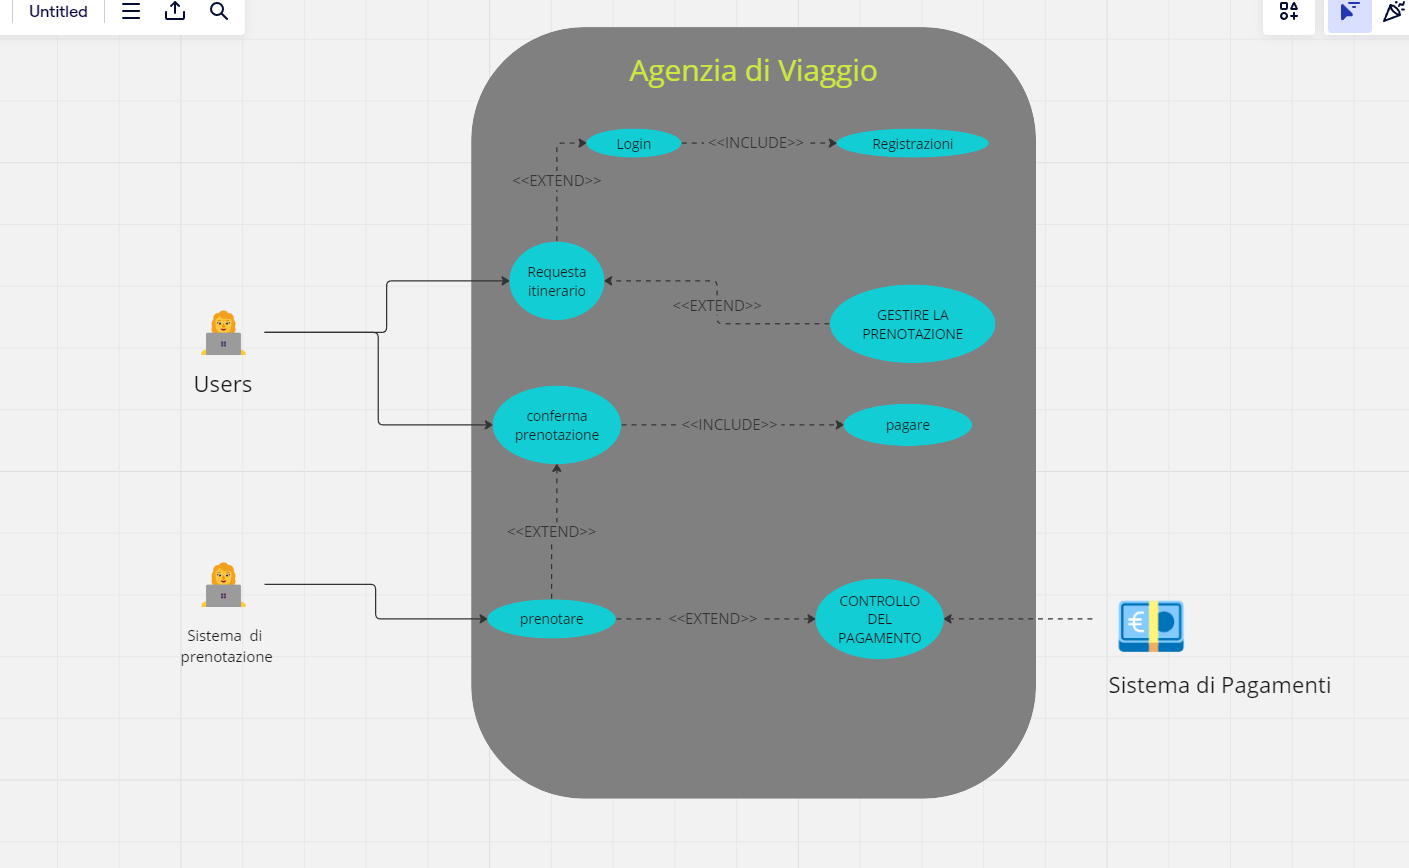 Untitled
Agenzia di Viaggio
Login
<<INCLUDE>>
Registrazioni
<<EXTEND>>
Requesta
itinerario
<<EXTEND>>
GESTIRE LA
PRENOTAZIONE
Users
conferma
prenotazione
<<INCLUDE>>
pagare
<<EXTEND>>
Sistema di
prenotazione
prenotare
<<EXTEND>>
CONTROLLO
DEL
PAGAMENTO
€
Sistema di Pagamenti